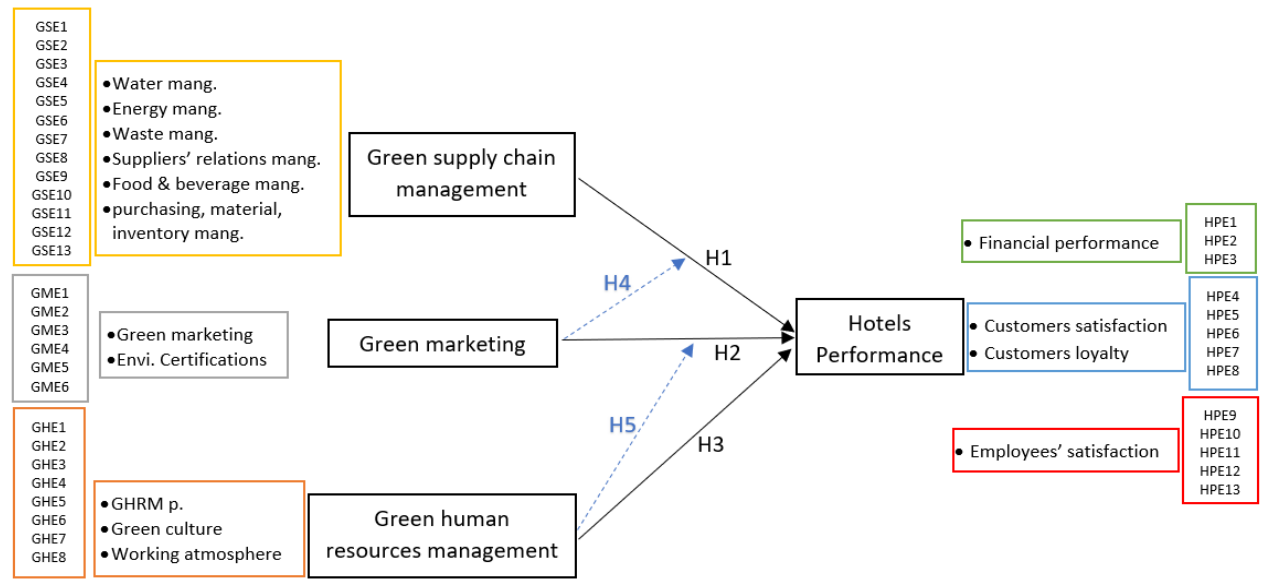 GSE1
GSE2
GSE3
GSE4
GSE5
GSE6
GSE7
GSE8
GSE9
GSE10
GSE11
GSE12
GSE13
•Water mang.
•Energy mang.
•Waste mang.
•Suppliers’ relations mang.
•Food & beverage mang.
•purchasing, material,
inventory mang.
Green supply chain
management
GME1
GME2
GME3
GME4
GME5
GME6
•Green marketing
•Envi. Certifications
Green marketing
GHE1
GHE2
GHE3
GHE4
GHE5
GHE6
GHE7
GHE8
•GHRM p.
•Green culture
•Working atmosphere
Green human
resources management
H1
H4
H2
H5
H3
Hotels
Performance
• Financial performance
HPE1
HPE2
HPE3
• Customers satisfaction
• Customers loyalty
HPE4
HPE5
HPE6
HPE7
HPE8
• Employees’ satisfaction
HPE9
HPE10
HPE11
HPE12
HPE13